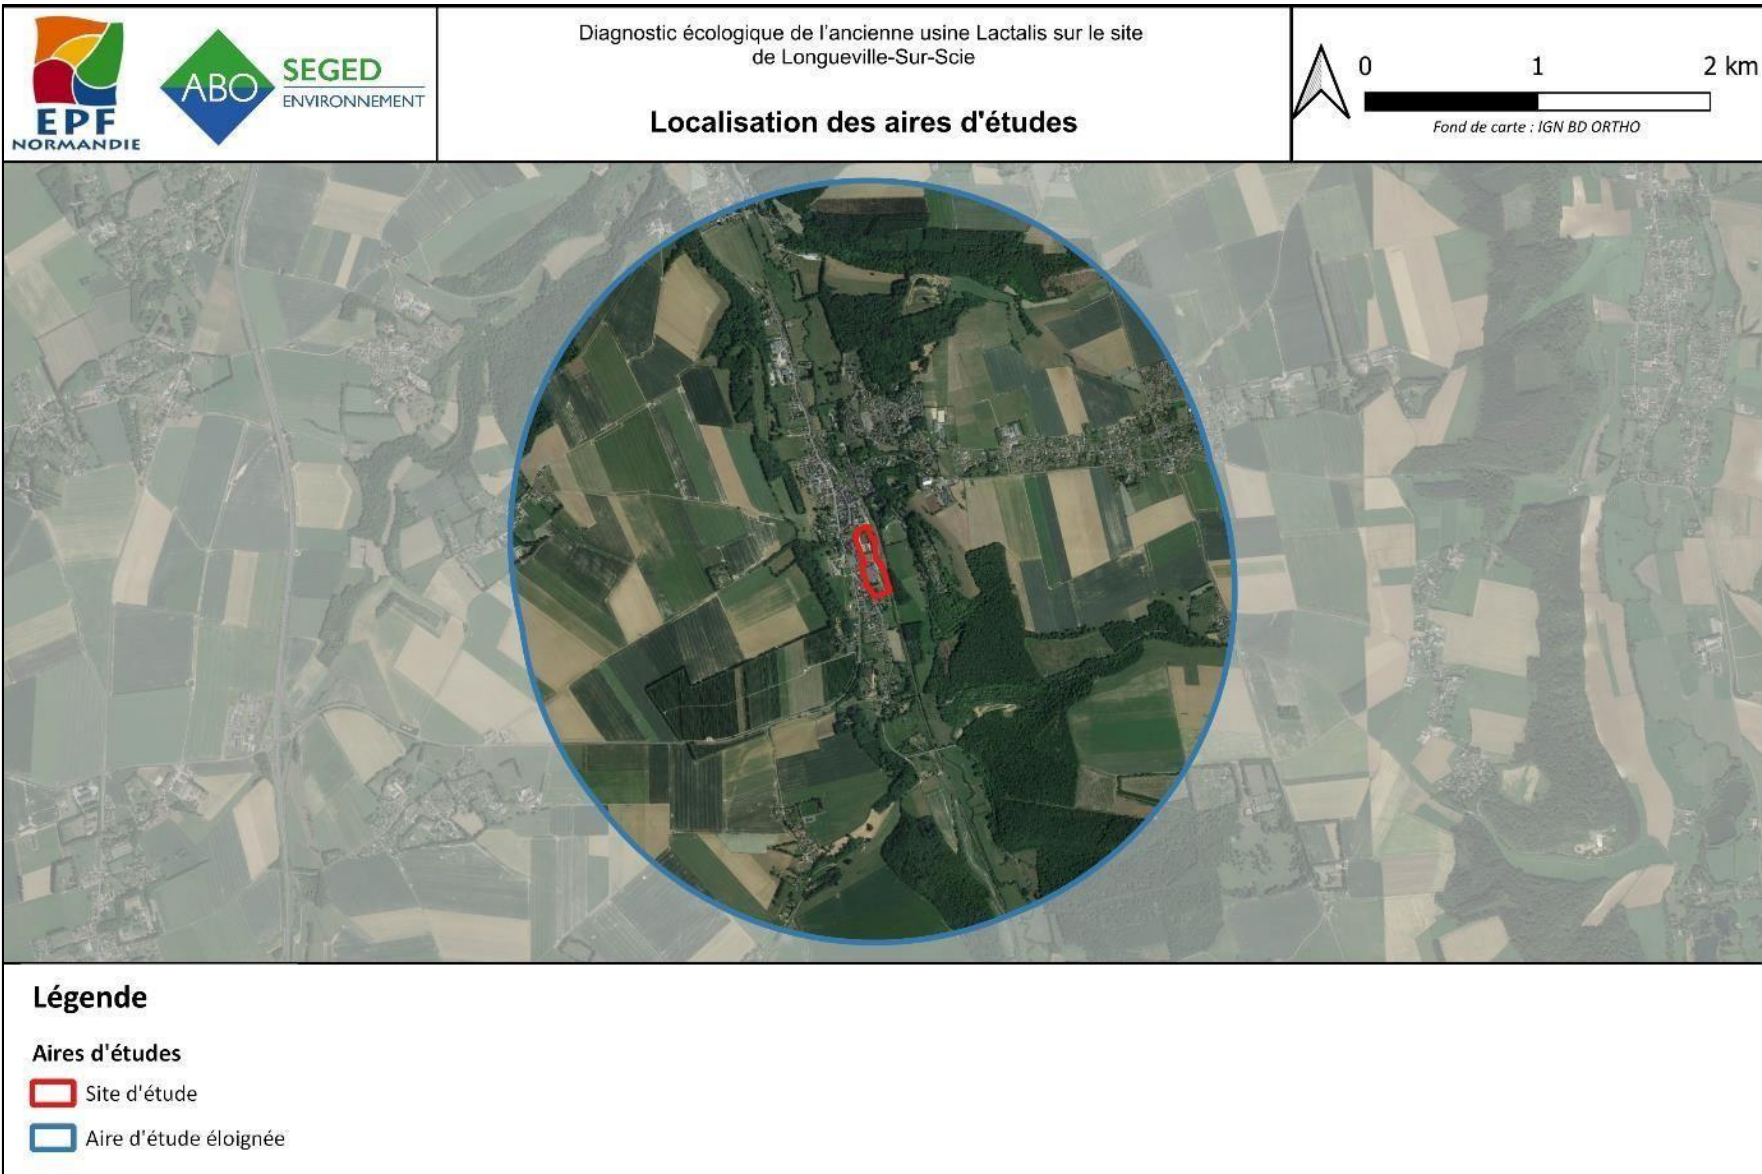 EPF
NORMANDIE
ABO
SEGED
ENVIRONNEMENT
Diagnostic écologique de l'ancienne usine Lactalis sur le site
de Longueville-Sur-Scie
Localisation des aires d'études
0 1 2 km
Fond de carte : IGN BD ORTHO
Légende
Aires d'études
Site d'étude
Aire d'étude éloignée